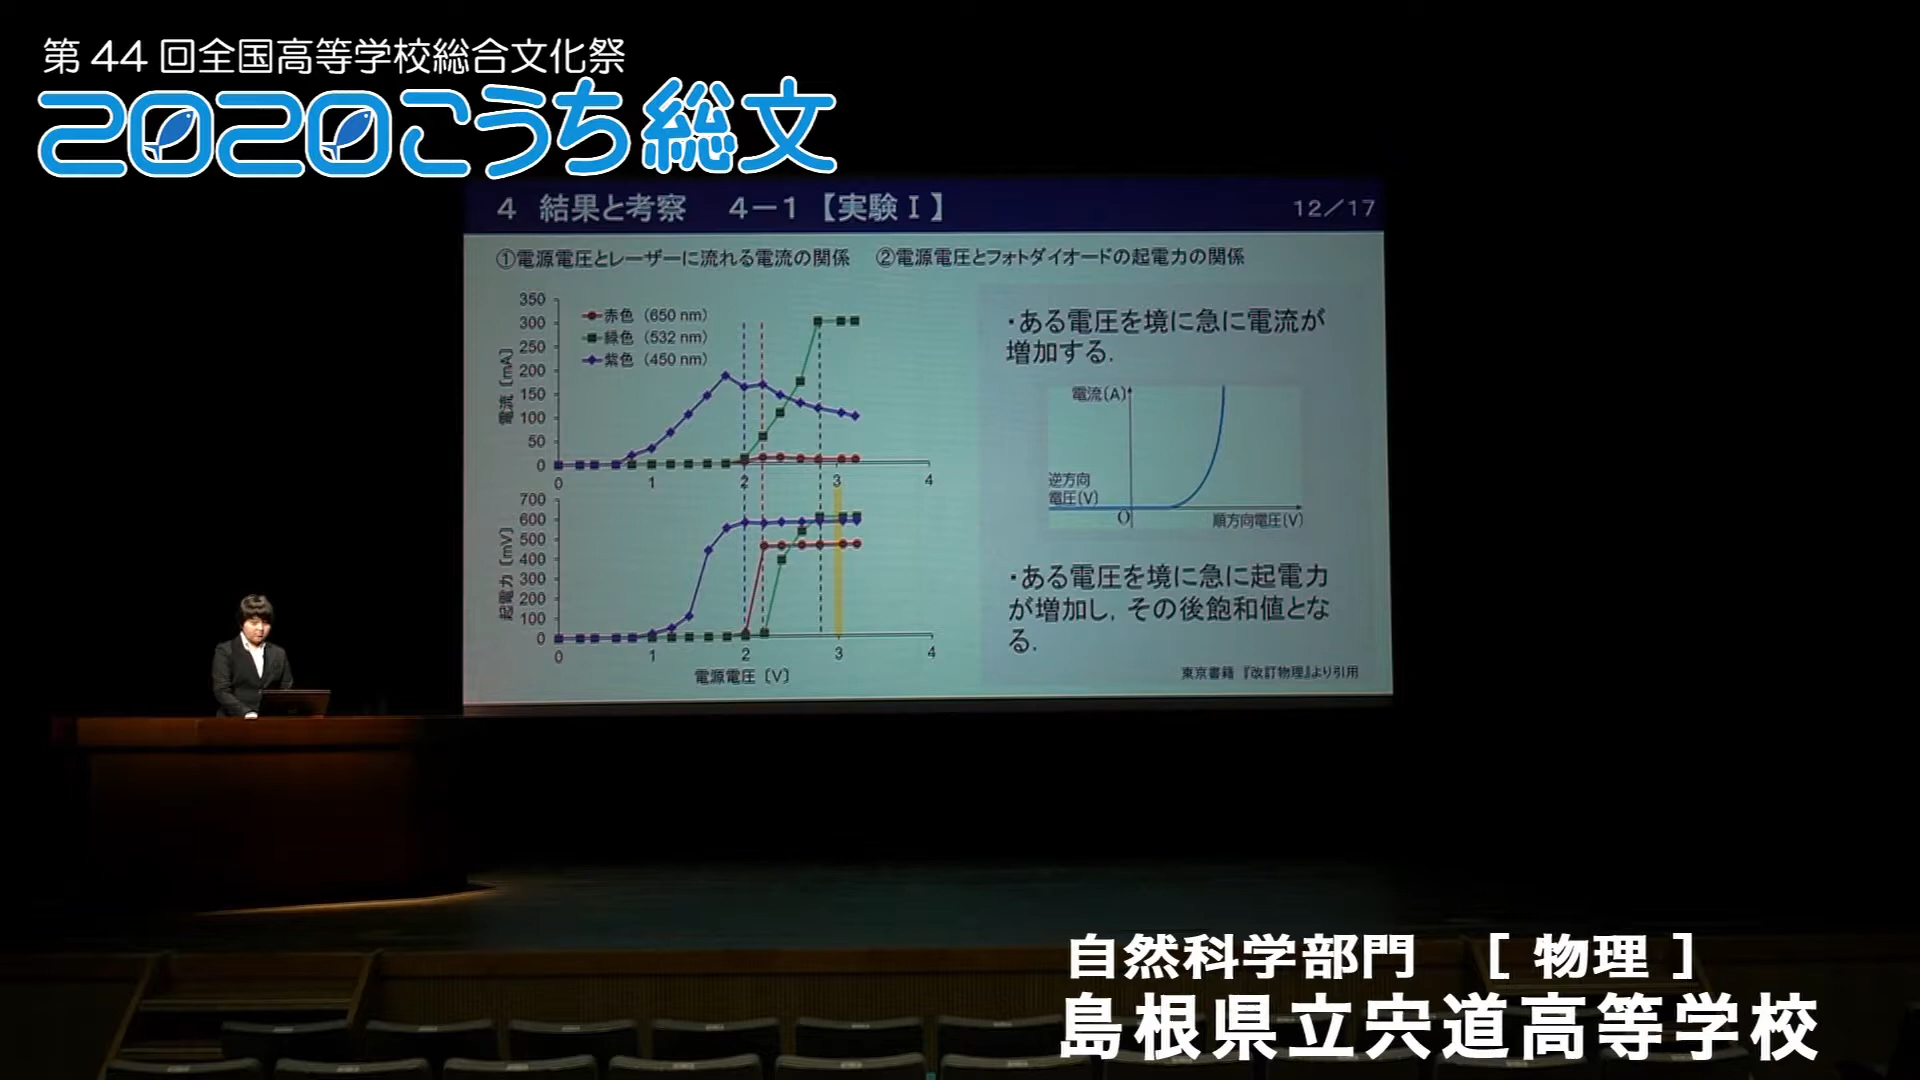 第44回全国高等学校総合文化祭
2020こうち総文
4 結果と考察 4－1【実験Ⅰ】
12／17
①電源電圧とレーザーに流れる電流の関係 ②電源電圧とフォトダイオードの起電力の関係
350
300
250
200
150
100
50
0
電流〔mA〕
赤色（650 nm）
緑色（532 nm）
紫色（450 nm）
0 1 2 3 4
700
600
500
400
300
200
100
0
起電力〔mV〕
0 1 2 3 4
電源電圧〔V〕
・ある電圧を境に急に電流が
増加する．
電流(A)
逆方向
電圧(V)
O
順方向電圧(V)
・ある電圧を境に急に起電力
が増加し，その後飽和値とな
る．
東京書籍『改訂物理』より引用
自然科学部門 ［ 物理 ］
島根県立宍道高等学校